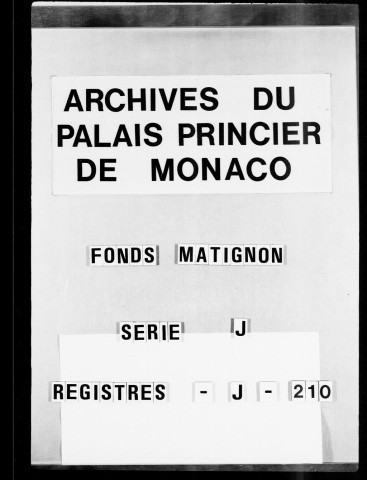 ARCHIVES DU
PALAIS PRINCIER
DE MONACO
FONDS MATIGNON
SERIE J
REGISTRES - J - 210